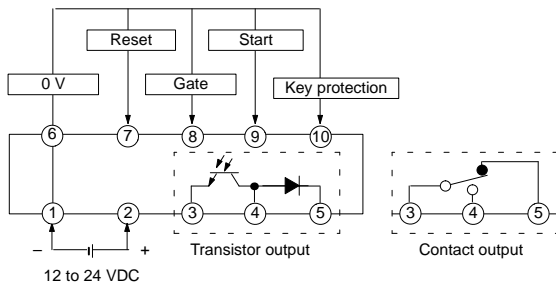 Reset
Start
0 V
Gate
Key protection
6 7 8 9 10
1 2 3 4 5
3 4 5
− +
Transistor output
Contact output
12 to 24 VDC